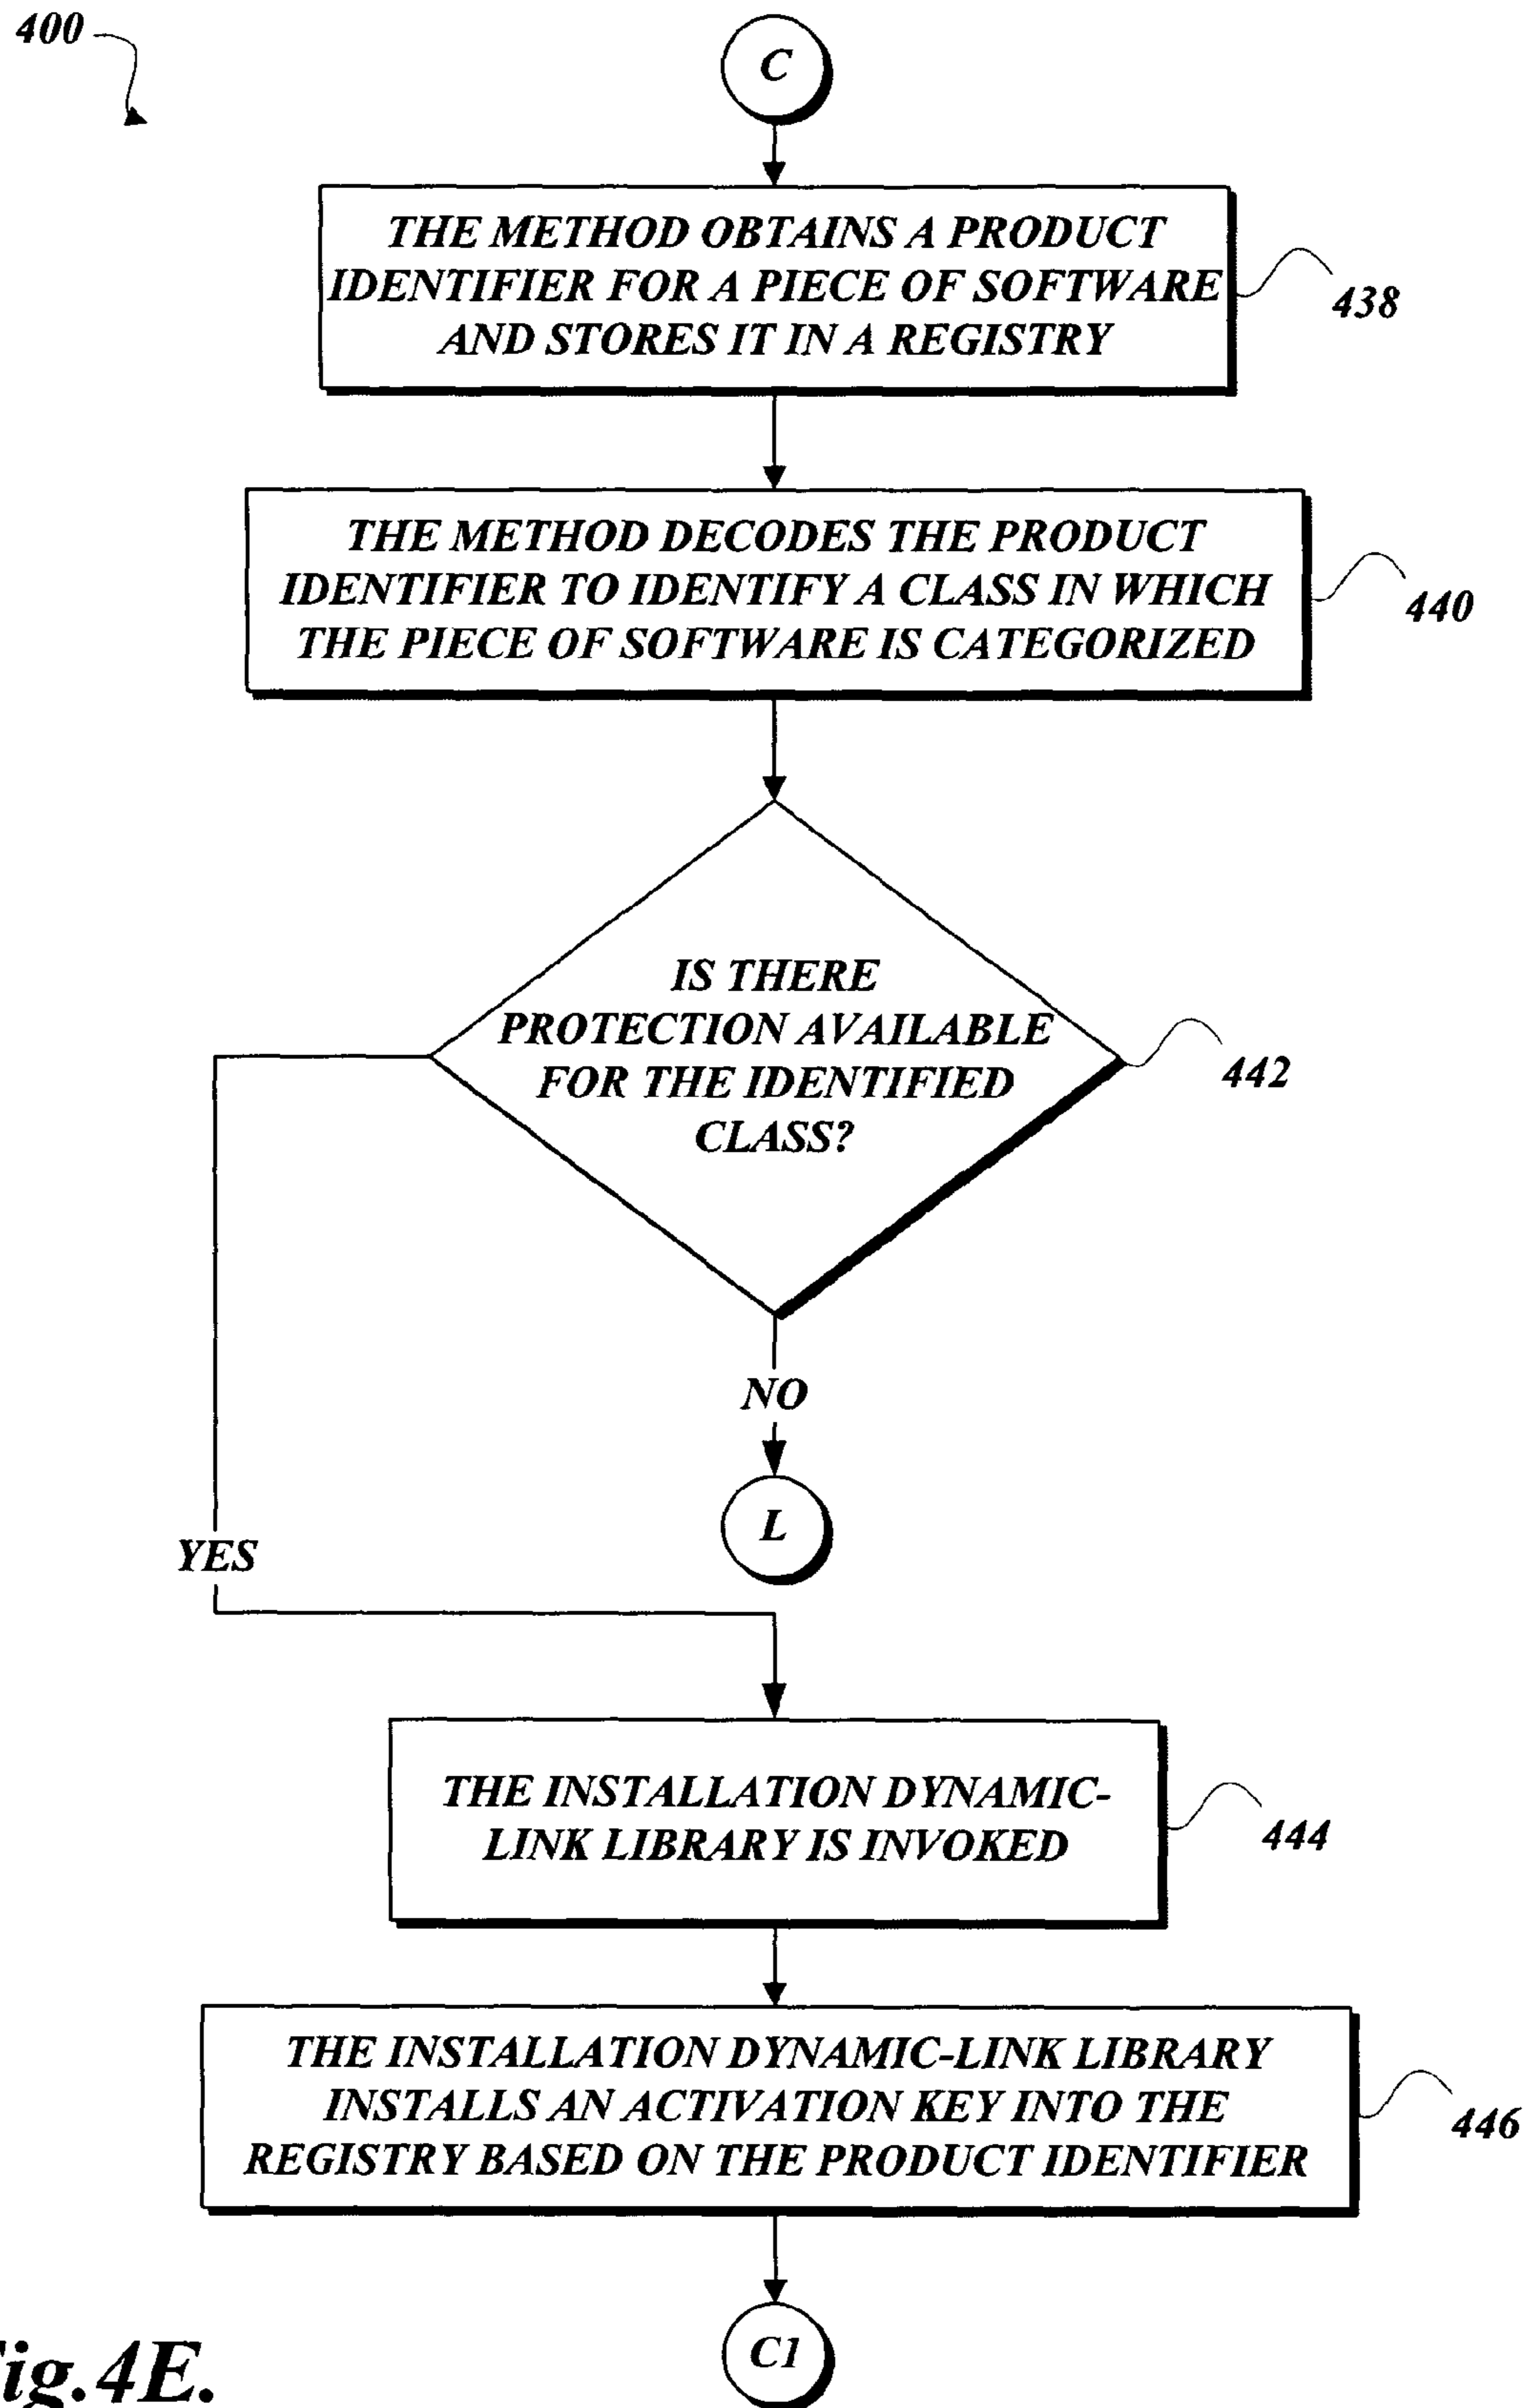 400
C
THE METHOD OBTAINS A PRODUCT
IDENTIFIER FOR A PIECE OF SOFTWARE
AND STORES IT IN A REGISTRY
438
THE METHOD DECODES THE PRODUCT
IDENTIFIER TO IDENTIFY A CLASS IN WHICH
THE PIECE OF SOFTWARE IS CATEGORIZED
440
IS THERE
PROTECTION AVAILABLE
FOR THE IDENTIFIED
CLASS?
442
NO
L
YES
THE INSTALLATION DYNAMIC-
LINK LIBRARY IS INVOKED
444
THE INSTALLATION DYNAMIC-LINK LIBRARY
INSTALLS AN ACTIVATION KEY INTO THE
REGISTRY BASED ON THE PRODUCT IDENTIFIER
446
C1
Fig.4E.